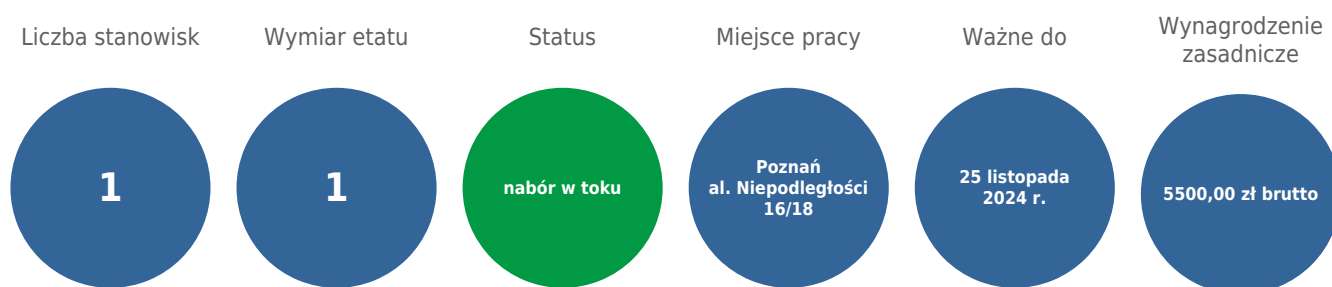 Liczba stanowisk
1
Wymiar etatu
1
Status
nabór w toku
Miejsce pracy
Poznań
al. Niepodległości
16/18
Ważne do
25 listopada
2024 r.
Wynagrodzenie
zasadnicze
5500,00 zł brutto